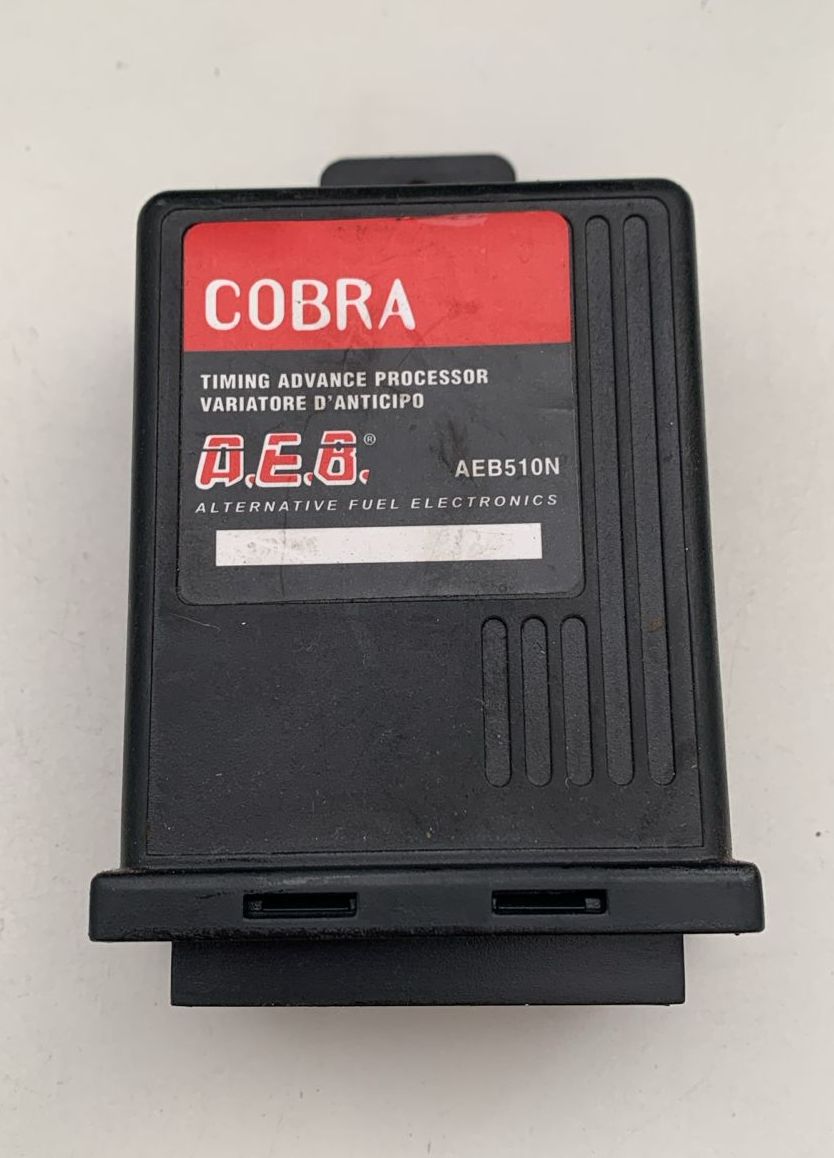 COBRA
TIMING ADVANCE PROCESSOR
VARIATORE D'ANTICIPO
A.E.B.®
AEB510N
ALTERNATIVE FUEL ELECTRONICS